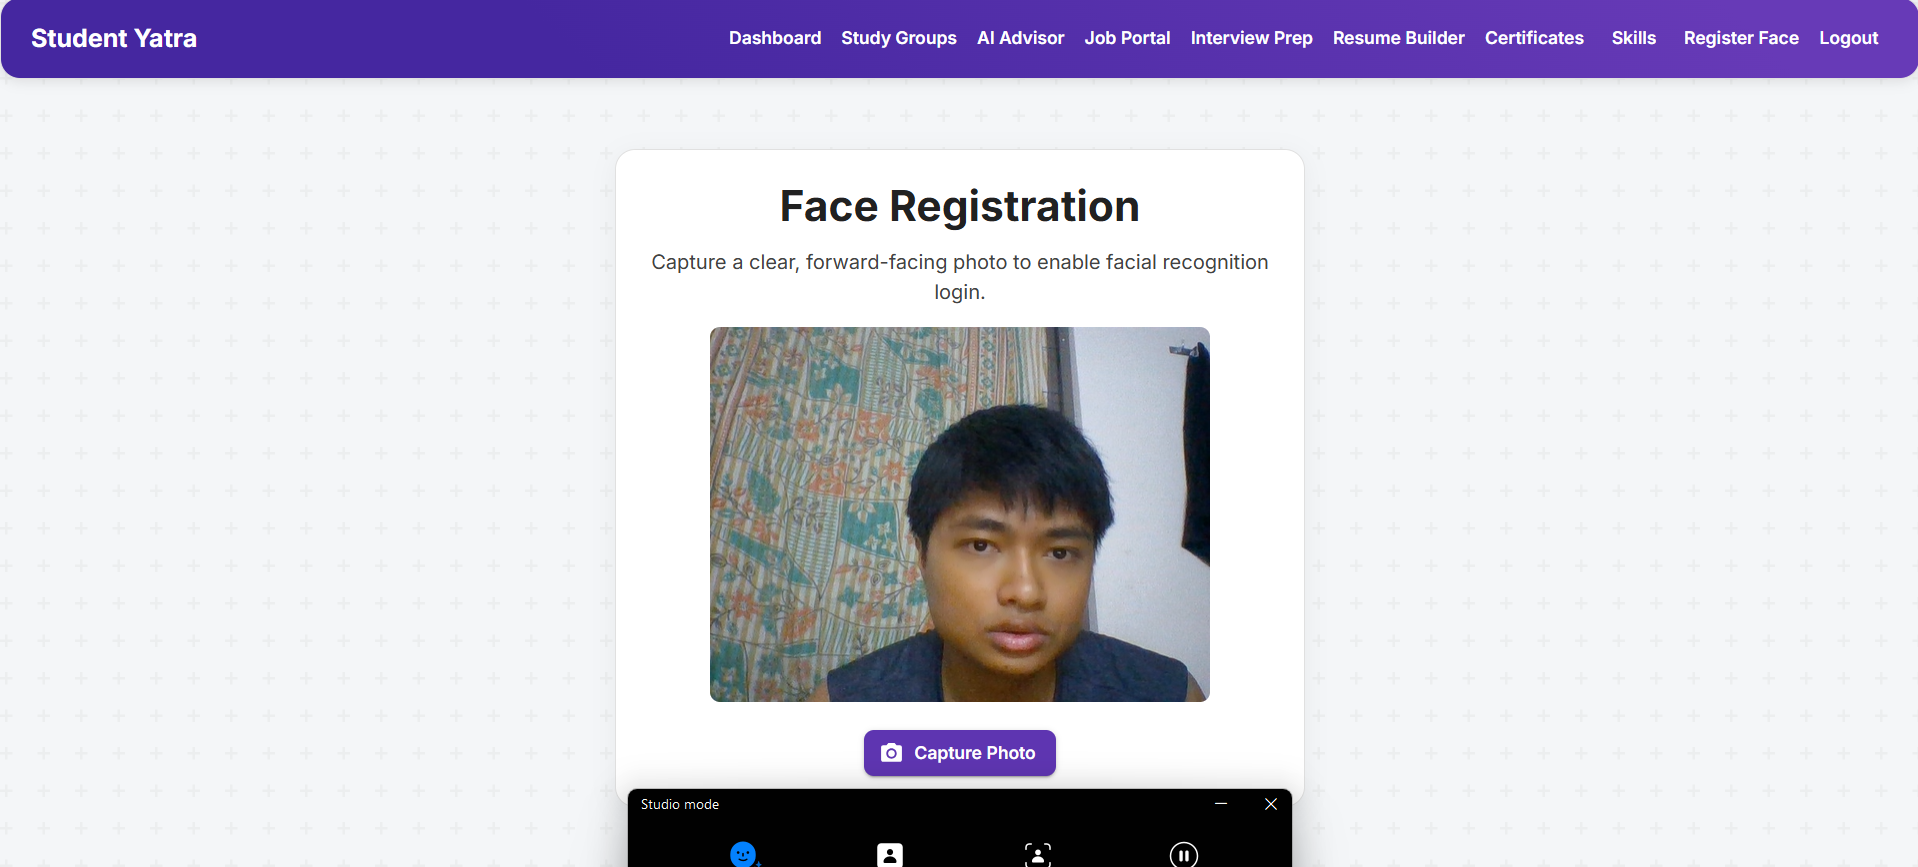 Student Yatra
Dashboard Study Groups AI Advisor Job Portal Interview Prep Resume Builder Certificates Skills Register Face Logout
Face Registration
Capture a clear, forward-facing photo to enable facial recognition
login.
Capture Photo
Studio mode